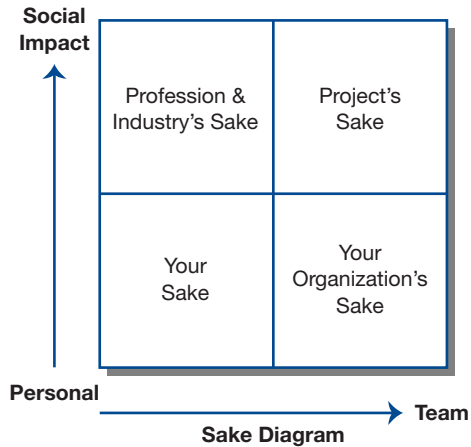 Social
Impact
Profession &
Industry’s Sake
Project’s
Sake
Your
Sake
Your
Organization’s
Sake
Personal
Team
Sake Diagram